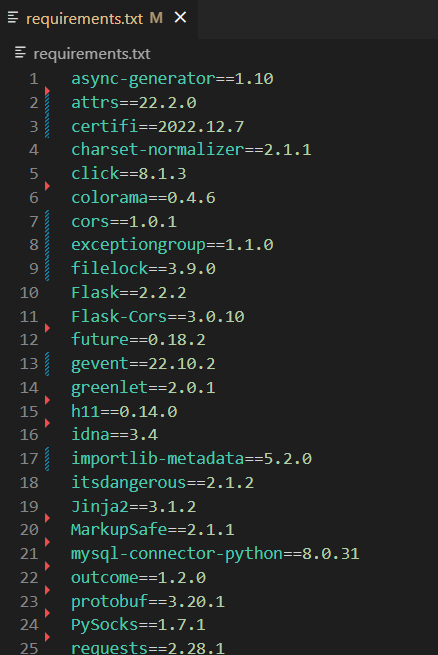 requirements.txt M ×
requirements.txt
1 async-generator==1.10
2 attrs==22.2.0
3 certifi==2022.12.7
4 charset-normalizer==2.1.1
5 click==8.1.3
6 colorama==0.4.6
7 cors==1.0.1
8 exceptiongroup==1.1.0
9 filelock==3.9.0
10 Flask==2.2.2
11 Flask-Cors==3.0.10
12 future==0.18.2
13 gevent==22.10.2
14 greenlet==2.0.1
15 h11==0.14.0
16 idna==3.4
17 importlib-metadata==5.2.0
18 itsdangerous==2.1.2
19 Jinja2==3.1.2
20 MarkupSafe==2.1.1
21 mysql-connector-python==8.0.31
22 outcome==1.2.0
23 protobuf==3.20.1
24 PySocks==1.7.1
25 requests==2.28.1